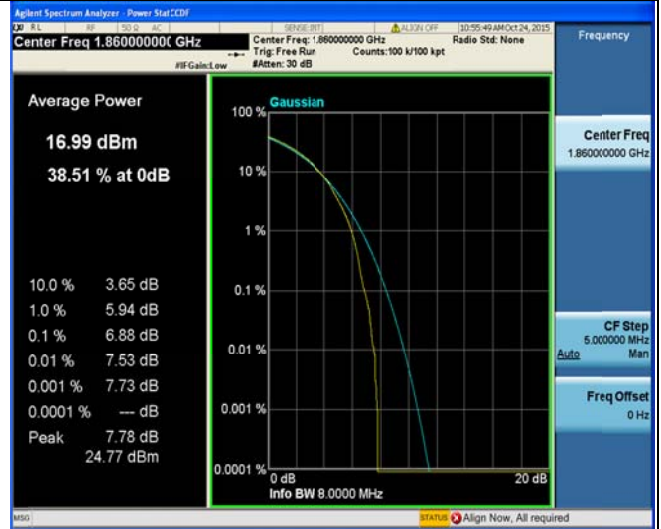 Agilent Spectrum Analyzer - Power Stat CCDF
RL RF 50 Ω AC SENSE:INT ALIGN OFF 10:55:49 AM Oct 24, 2015
Center Freq 1.860000000 GHz
Center Freq: 1.860000000 GHz Radio Std: None
Trig: Free Run Counts:100 k/100 kpt
#IFGain:Low #Atten: 30 dB
Frequency
Average Power
16.99 dBm
38.51 % at 0dB
10.0 % 3.65 dB
1.0 % 5.94 dB
0.1 % 6.88 dB
0.01 % 7.53 dB
0.001 % 7.73 dB
0.0001 % --- dB
Peak 7.78 dB
24.77 dBm
Gaussian
100 %
10 %
1 %
0.1 %
0.01 %
0.001 %
0.0001 %
0 dB 20 dB
Info BW 8.0000 MHz
Center Freq
1.860000000 GHz
CF Step
5.000000 MHz
Auto Man
Freq Offset
0 Hz
MSG STATUS Align Now, All required